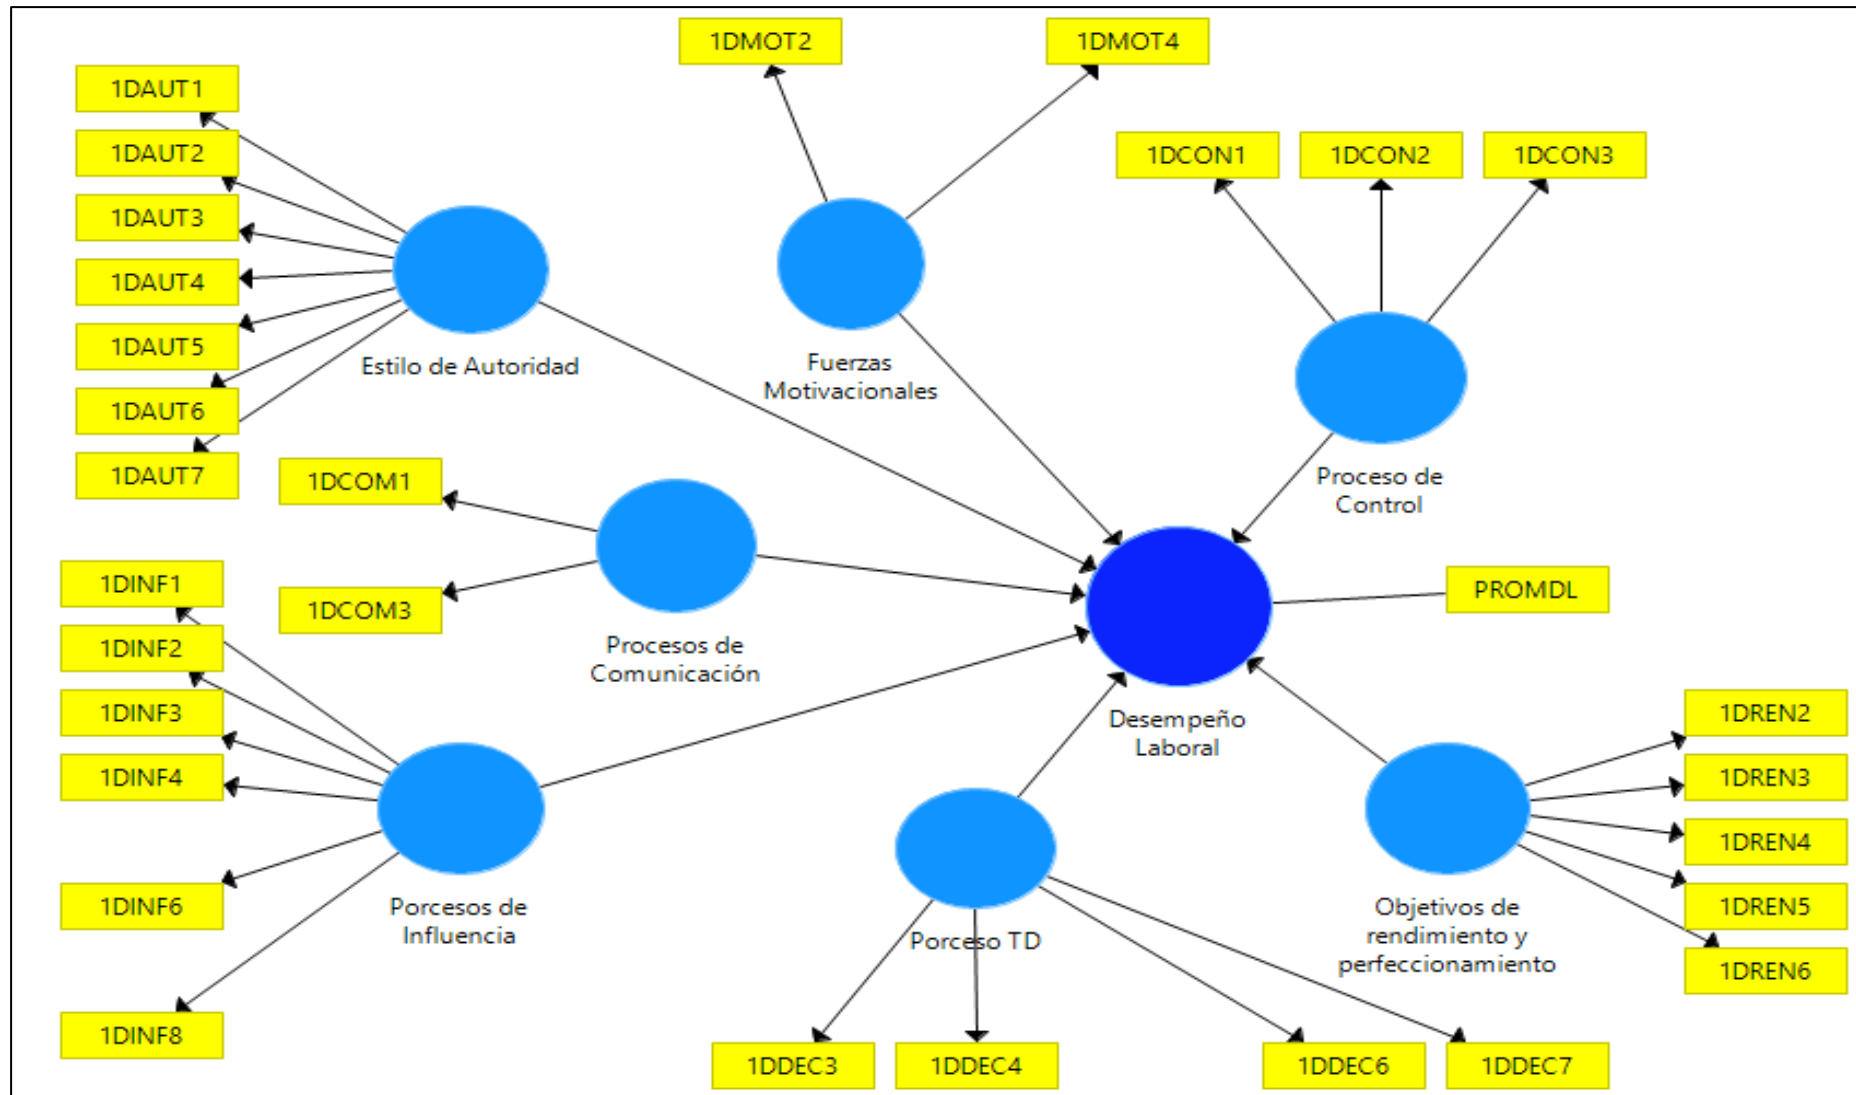 1DMOT2
1DMOT4
1DAUT1
1DAUT2
1DAUT3
1DAUT4
1DAUT5
1DAUT6
1DAUT7
Estilo de Autoridad
Fuerzas
Motivacionales
1DCON1
1DCON2
1DCON3
Proceso de
Control
1DCOM1
1DCOM3
Procesos de
Comunicación
PROMDL
Desempeño
Laboral
1DINF1
1DINF2
1DINF3
1DINF4
1DINF6
1DINF8
Porcesos de
Influencia
Porceso TD
1DDEC3
1DDEC4
1DDEC6
1DDEC7
Objetivos de
rendimiento y
perfeccionamiento
1DREN2
1DREN3
1DREN4
1DREN5
1DREN6